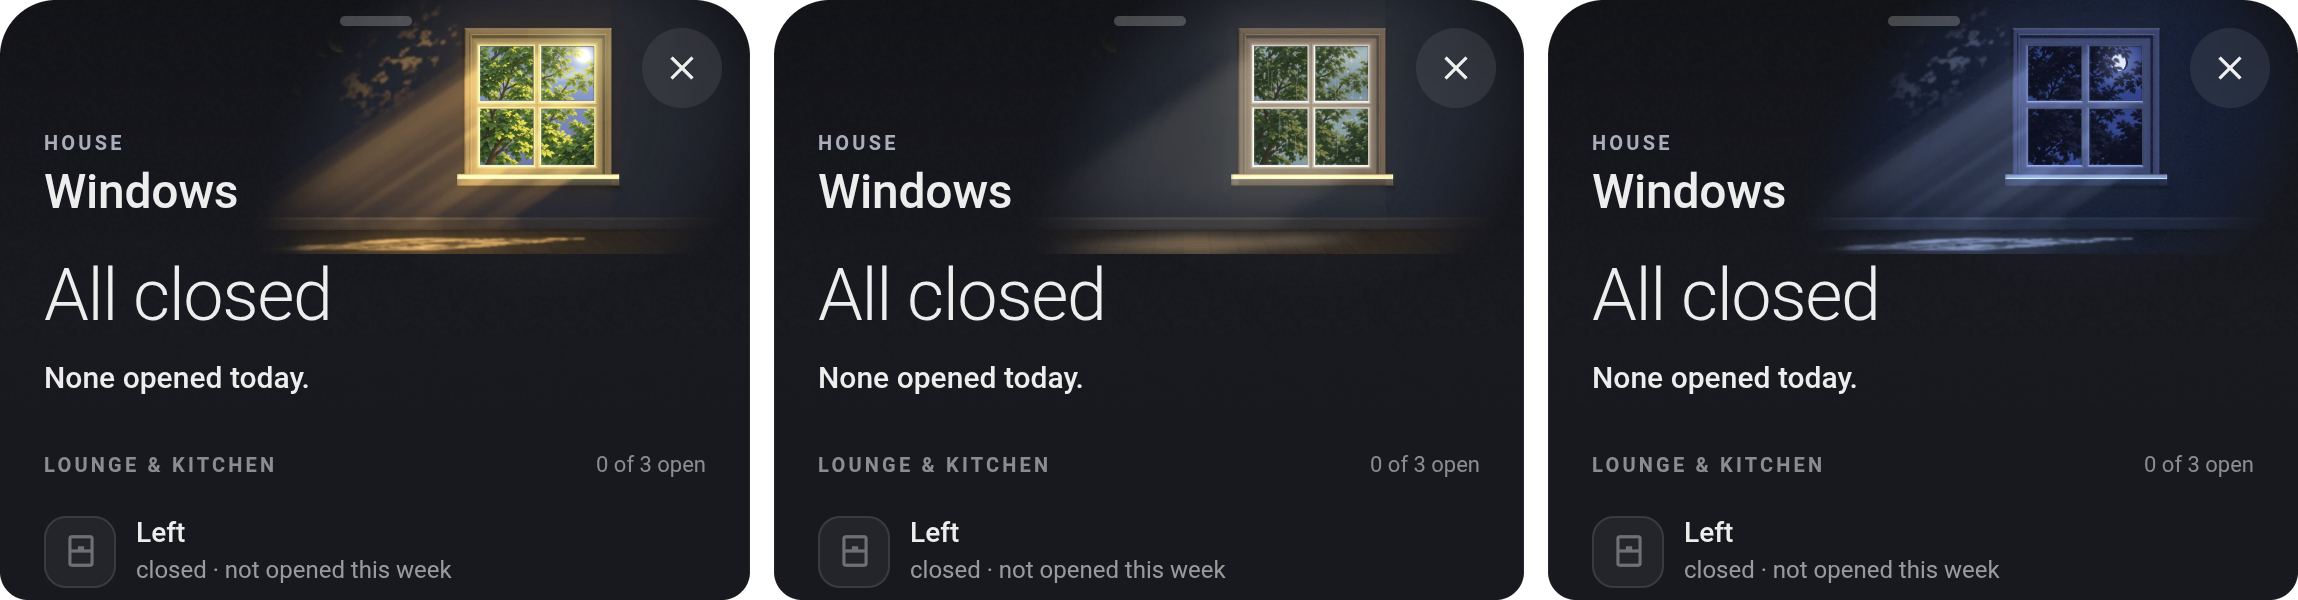 HOUSE
Windows
All closed
None opened today.
LOUNGE & KITCHEN 0 of 3 open
Left
closed · not opened this week
HOUSE
Windows
All closed
None opened today.
LOUNGE & KITCHEN 0 of 3 open
Left
closed · not opened this week
HOUSE
Windows
All closed
None opened today.
LOUNGE & KITCHEN 0 of 3 open
Left
closed · not opened this week